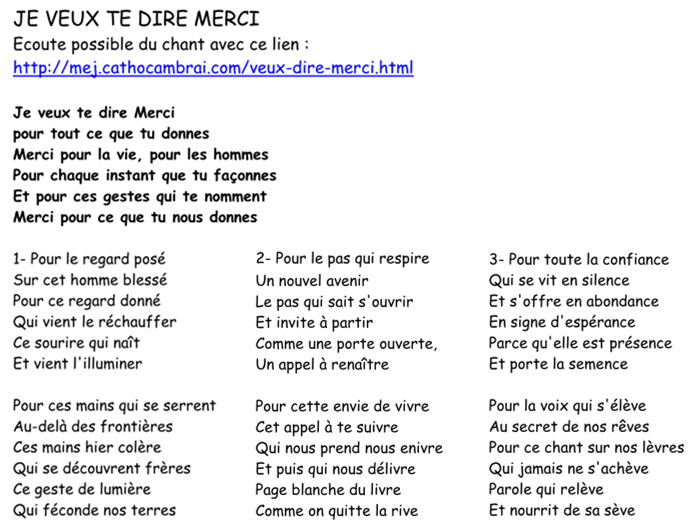 JE VEUX TE DIRE MERCI
Ecoute possible du chant avec ce lien :
http://mej.cathocambrai.com/veux-dire-merci.html
Je veux te dire Merci
pour tout ce que tu donnes
Merci pour la vie, pour les hommes
Pour chaque instant que tu façonnes
Et pour ces gestes qui te nomment
Merci pour ce que tu nous donnes
1- Pour le regard posé
Sur cet homme blessé
Pour ce regard donné
Qui vient le réchauffer
Ce sourire qui naît
Et vient l'illuminer
Pour ces mains qui se serrent
Au-delà des frontières
Ces mains hier colère
Qui se découvrent frères
Ce geste de lumière
Qui féconde nos terres
2- Pour le pas qui respire
Un nouvel avenir
Le pas qui sait s'ouvrir
Et invite à partir
Comme une porte ouverte,
Un appel à renaître
Pour cette envie de vivre
Cet appel à te suivre
Qui nous prend nous enivre
Et puis qui nous délivre
Page blanche du livre
Comme on quitte la rive
3- Pour toute la confiance
Qui se vit en silence
Et s'offre en abondance
En signe d'espérance
Parce qu'elle est présence
Et porte la semence
Pour la voix qui s'élève
Au secret de nos rêves
Pour ce chant sur nos lèvres
Qui jamais ne s'achève
Parole qui relève
Et nourrit de sa sève